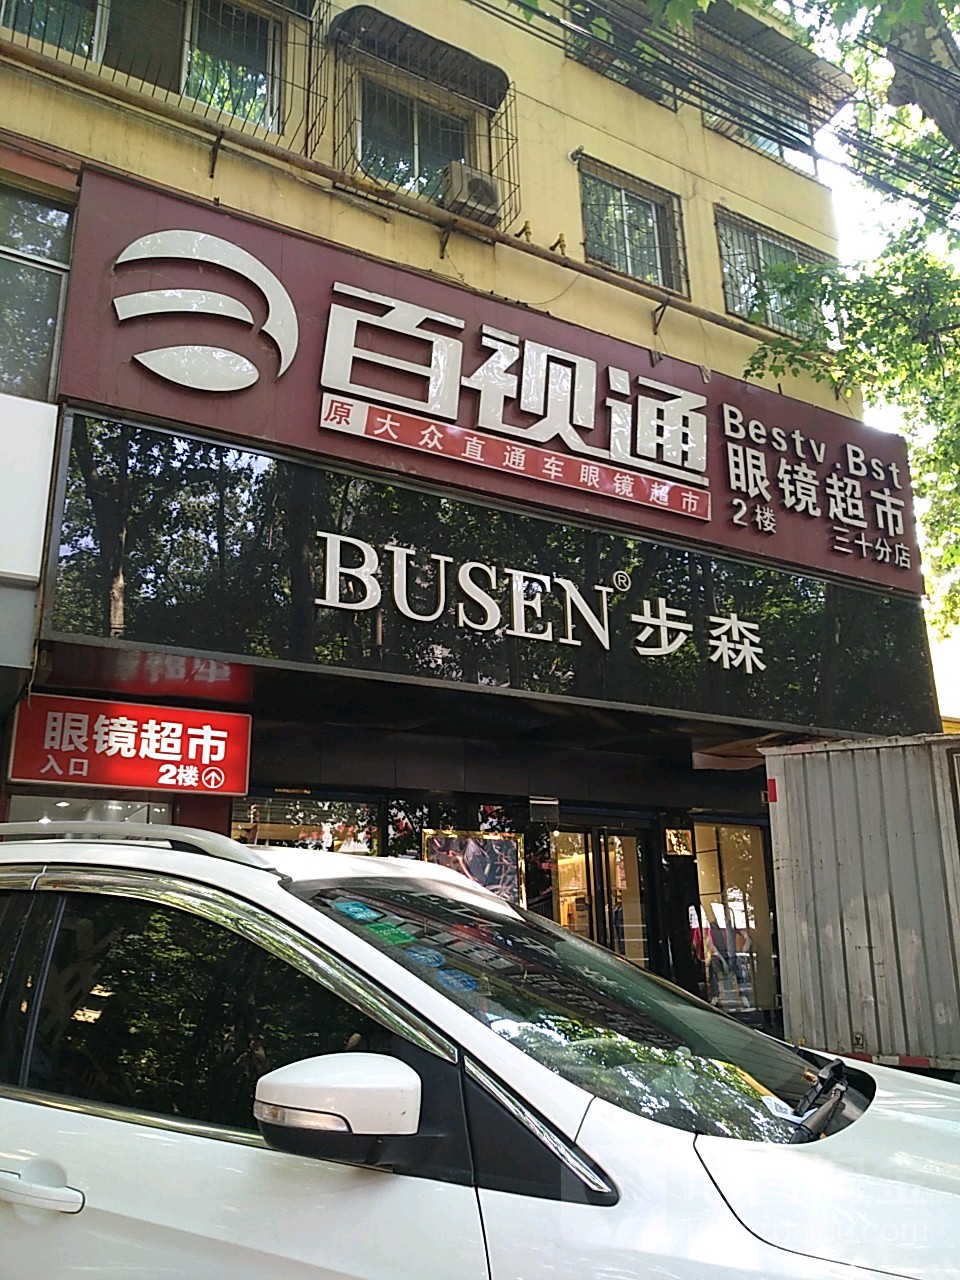 百视通
原大众直通车眼镜超市
Bestv.Bst
眼镜超市
2楼
三十分店
BUSEN® 步森
眼镜超市
入口 2楼